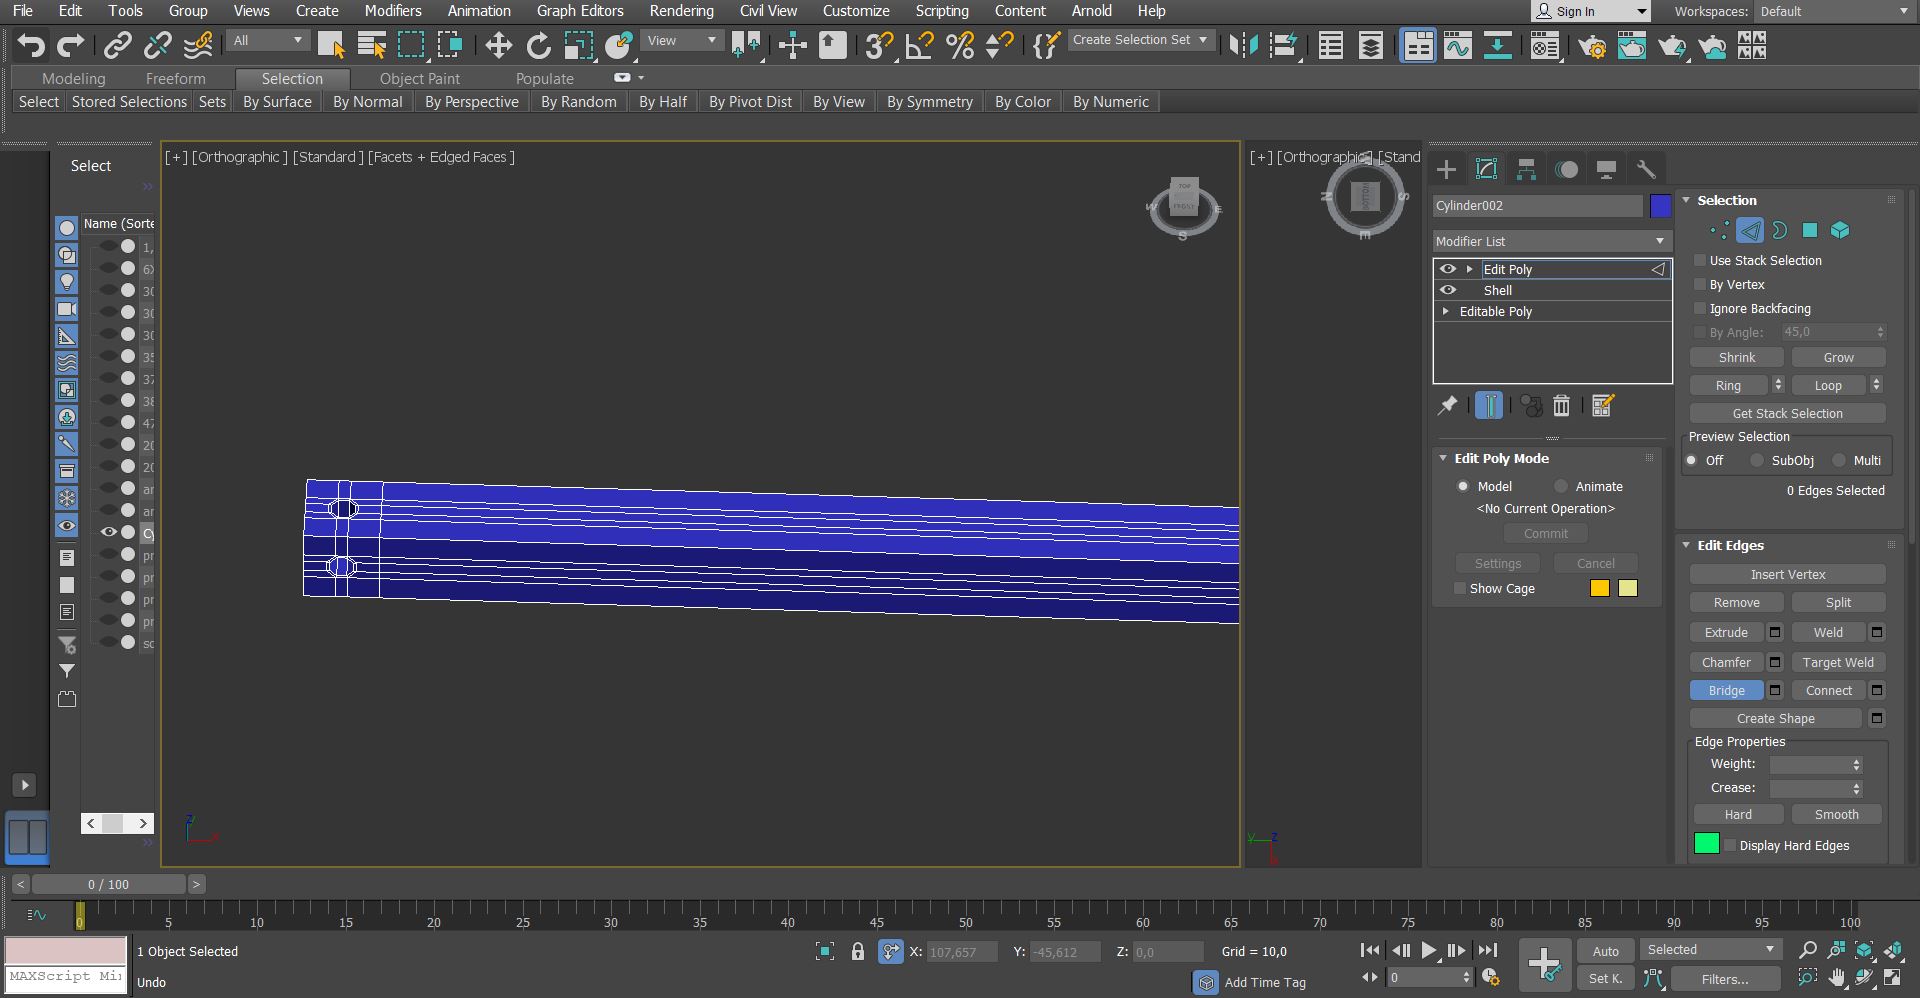 File Edit Tools Group Views Create Modifiers Animation Graph Editors Rendering Civil View Customize Scripting Content Arnold Help Sign In Workspaces: Default
All View Create Selection Set
Modeling Freeform Selection Object Paint Populate
Select Stored Selections Sets By Surface By Normal By Perspective By Random By Half By Pivot Dist By View By Symmetry By Color By Numeric
Select
Name (Sorte
1,
6X
30
30
30
35
37
38
47
20
20
ar
ar
Cy
pr
pr
pr
pr
sc
[+] [Orthographic ] [Standard ] [Facets + Edged Faces ]
TOP
FRONT
W E
S
z
x
[+] [Orthographic ] [Stand
BOTTOM
N S
E
y z
x
Cylinder002
Modifier List
Edit Poly
Shell
Editable Poly
Edit Poly Mode
Model Animate
<No Current Operation>
Commit
Settings Cancel
Show Cage
Selection
Use Stack Selection
By Vertex
Ignore Backfacing
By Angle: 45,0
Shrink Grow
Ring Loop
Get Stack Selection
Preview Selection
Off SubObj Multi
0 Edges Selected
Edit Edges
Insert Vertex
Remove Split
Extrude Weld
Chamfer Target Weld
Bridge Connect
Create Shape
Edge Properties
Weight:
Crease:
Hard Smooth
Display Hard Edges
< 0 / 100 >
0 5 10 15 20 25 30 35 40 45 50 55 60 65 70 75 80 85 90 95 100
1 Object Selected X: 107,657 Y: -45,612 Z: 0,0 Grid = 10,0 Auto Selected
MAXScript Mi
Undo Add Time Tag 0 Set K. Filters...